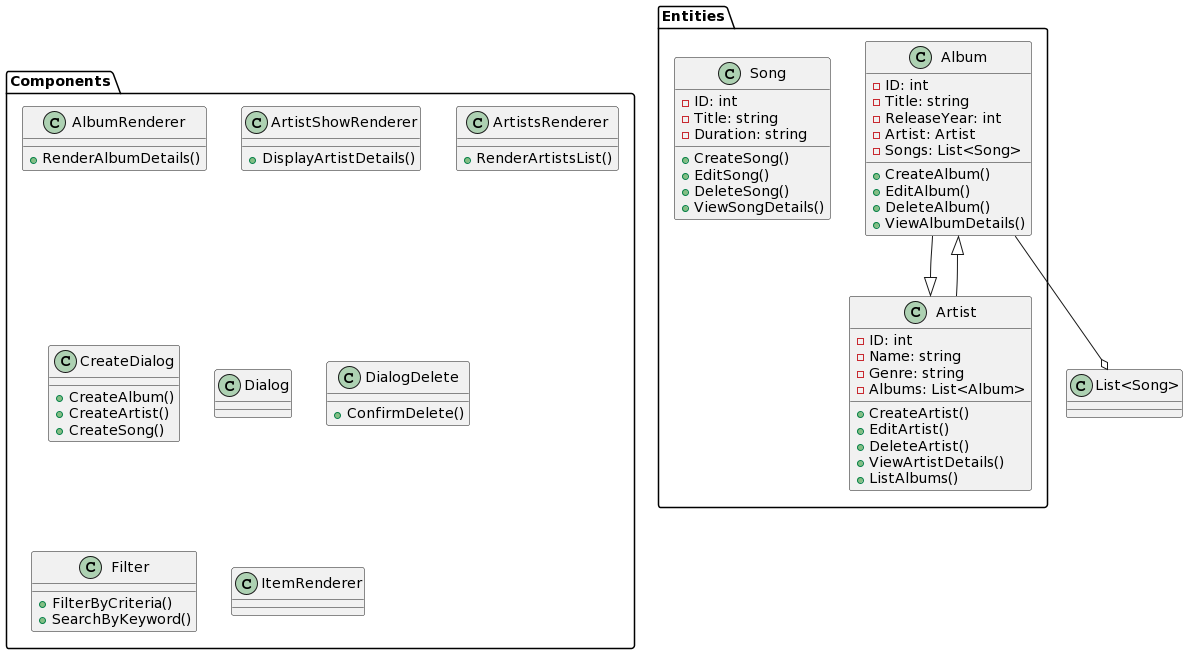 Components
C AlbumRenderer
RenderAlbumDetails()
C ArtistShowRenderer
DisplayArtistDetails()
C ArtistsRenderer
RenderArtistsList()
C CreateDialog
CreateAlbum()
CreateArtist()
CreateSong()
C Dialog
C DialogDelete
ConfirmDelete()
C Filter
FilterByCriteria()
SearchByKeyword()
C ItemRenderer
Entities
C Song
ID: int
Title: string
Duration: string
CreateSong()
EditSong()
DeleteSong()
ViewSongDetails()
C Album
ID: int
Title: string
ReleaseYear: int
Artist: Artist
Songs: List<Song>
CreateAlbum()
EditAlbum()
DeleteAlbum()
ViewAlbumDetails()
C Artist
ID: int
Name: string
Genre: string
Albums: List<Album>
CreateArtist()
EditArtist()
DeleteArtist()
ViewArtistDetails()
ListAlbums()
C List<Song>